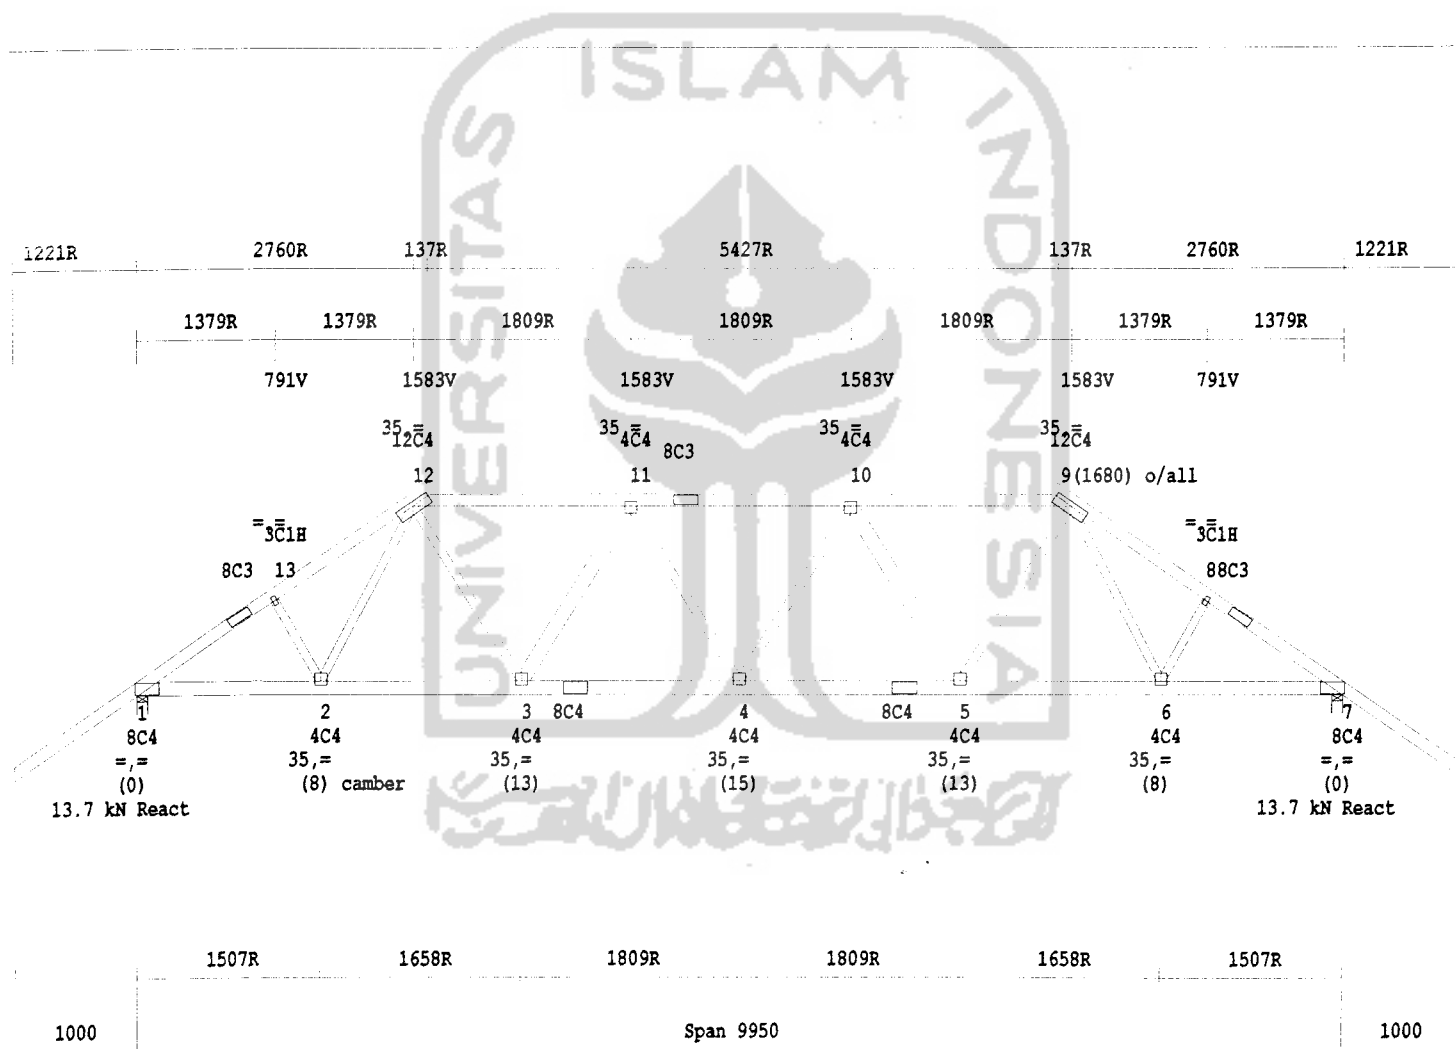 ISLAM
UNIVERSITAS
INDONESIA
1221R 2760R 137R 5427R 137R 2760R 1221R
1379R 1379R 1809R 1809R 1809R 1379R 1379R
791V 1583V 1583V 1583V 1583V 791V
35,= 35,= 35,= 35,=
12C4 4C4 8C3 4C4 12C4
12 11 10 9(1680) o/all
=,= =,=
3C1H 3C1H
8C3 13 88C3
1 2 3 8C4 4 8C4 5 6 7
8C4 4C4 4C4 4C4 4C4 4C4 8C4
=,= 35,= 35,= 35,= 35,= 35,= =,=
(0) (8) camber (13) (15) (13) (8) (0)
13.7 kN React 13.7 kN React
1507R 1658R 1809R 1809R 1658R 1507R
1000 Span 9950 1000